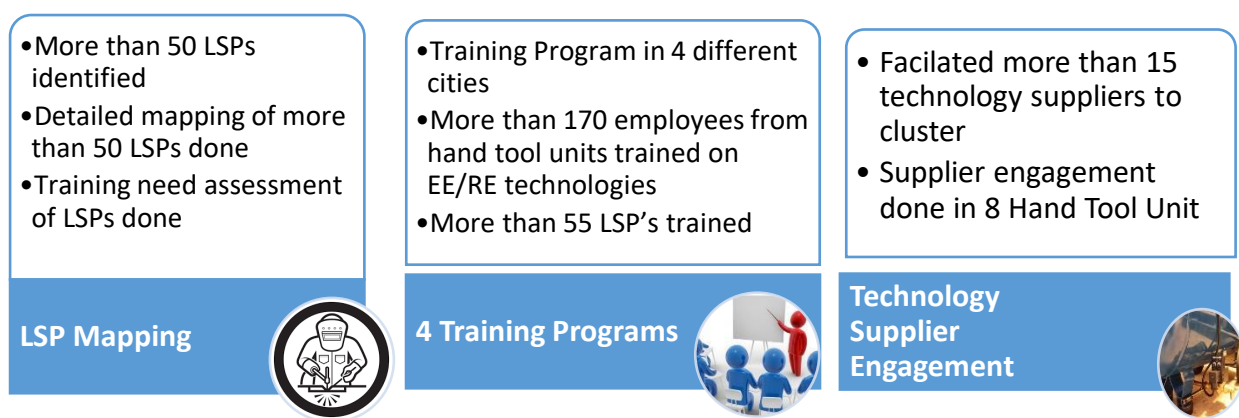 •More than 50 LSPs
identified
•Detailed mapping of more
than 50 LSPs done
•Training need assessment
of LSPs done
LSP Mapping
•Training Program in 4 different
cities
•More than 170 employees from
hand tool units trained on
EE/RE technologies
•More than 55 LSP’s trained
4 Training Programs
• Facilated more than 15
technology suppliers to
cluster
• Supplier engagement
done in 8 Hand Tool Unit
Technology
Supplier
Engagement